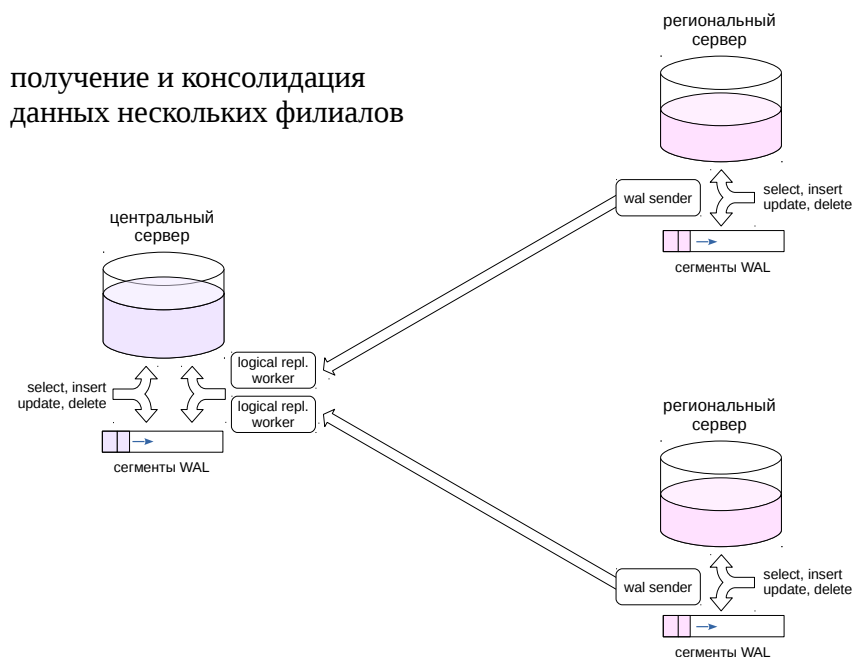 получение и консолидация
данных нескольких филиалов
региональный
сервер
wal sender
select, insert
update, delete
сегменты WAL
центральный
сервер
logical repl.
worker
select, insert
update, delete
logical repl.
worker
сегменты WAL
региональный
сервер
wal sender
select, insert
update, delete
сегменты WAL